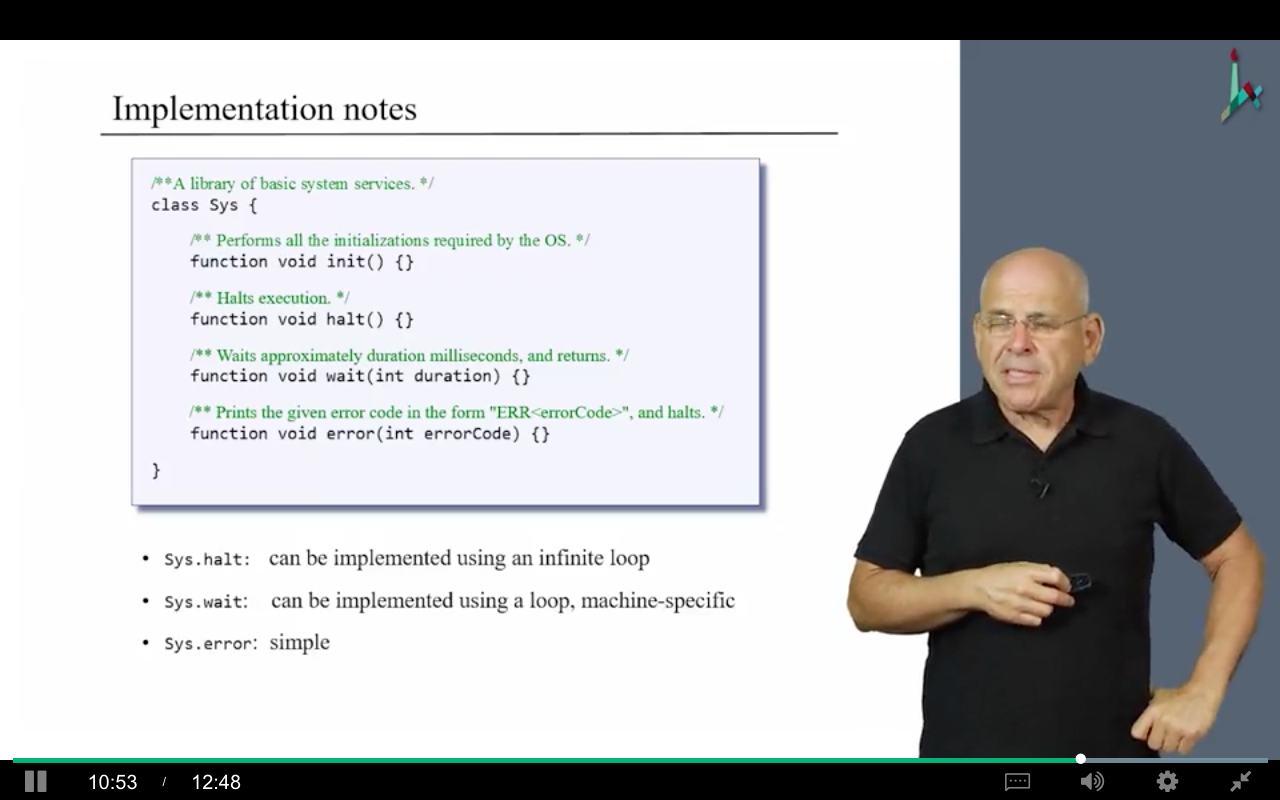 Implementation notes
/**A library of basic system services. */
class Sys {
/** Performs all the initializations required by the OS. */
function void init() {}
/** Halts execution. */
function void halt() {}
/** Waits approximately duration milliseconds, and returns. */
function void wait(int duration) {}
/** Prints the given error code in the form "ERR<errorCode>", and halts. */
function void error(int errorCode) {}
}
• Sys.halt: can be implemented using an infinite loop
• Sys.wait: can be implemented using a loop, machine-specific
• Sys.error: simple
10:53 / 12:48